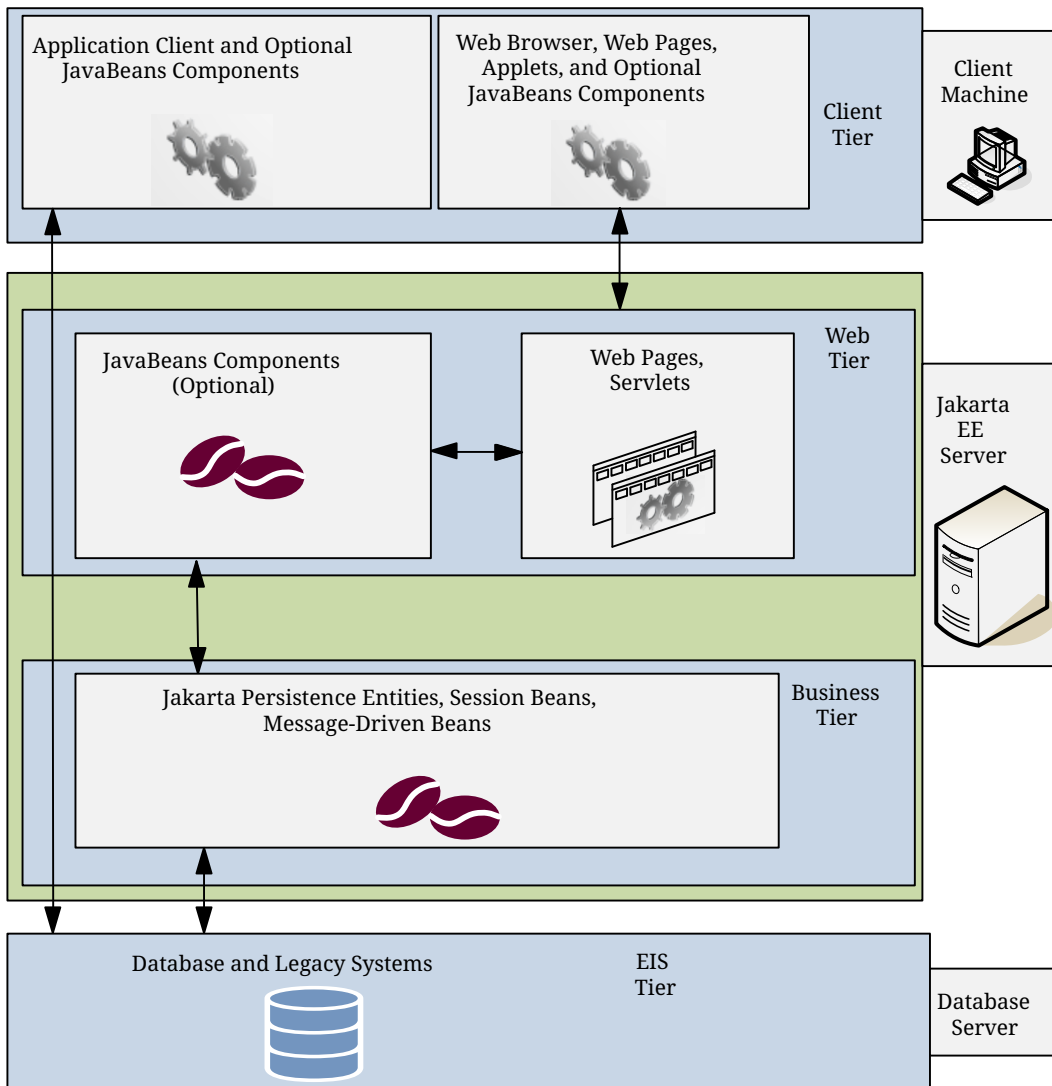 Application Client and Optional
JavaBeans Components
Web Browser, Web Pages,
Applets, and Optional
JavaBeans Components
Client
Tier
Client
Machine
JavaBeans Components
(Optional)
Web Pages,
Servlets
Web
Tier
Jakarta
EE
Server
Jakarta Persistence Entities, Session Beans,
Message-Driven Beans
Business
Tier
Database and Legacy Systems
EIS
Tier
Database
Server